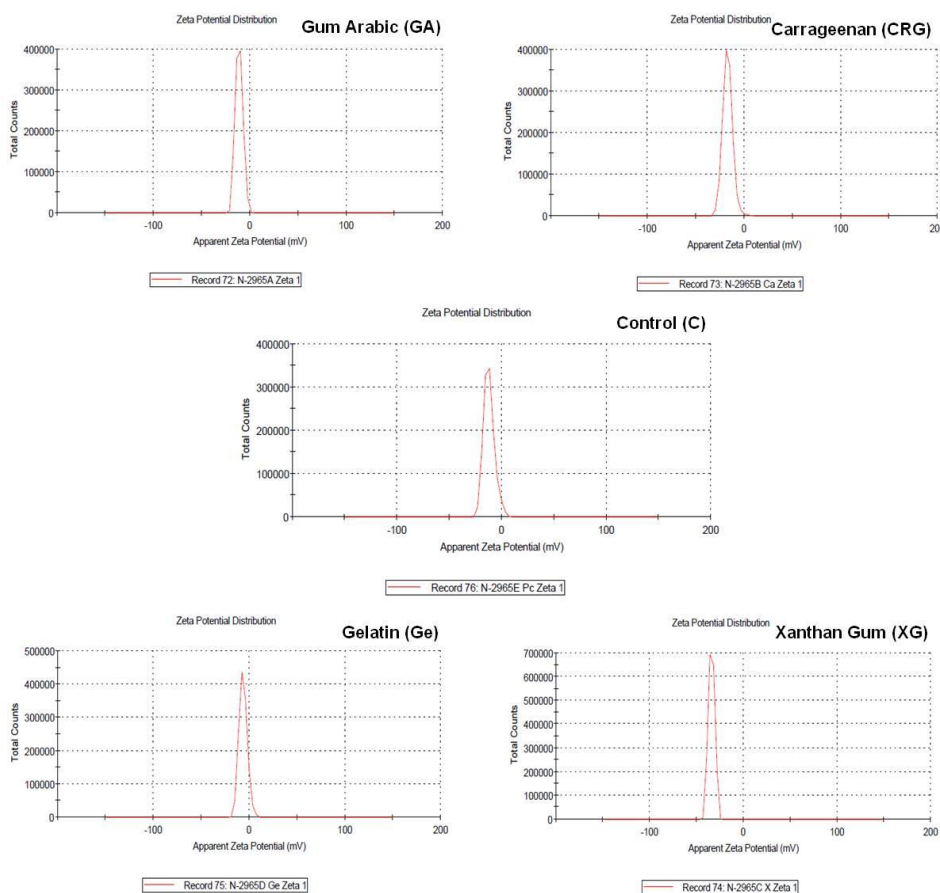 Zeta Potential Distribution
Gum Arabic (GA)
400000
300000
200000
100000
0
-100
0
100
200
Total Counts
Apparent Zeta Potential (mV)
Record 72: N-2965A Zeta 1
Zeta Potential Distribution
Carrageenan (CRG)
400000
300000
200000
100000
0
-100
0
100
200
Total Counts
Apparent Zeta Potential (mV)
Record 73: N-2965B Ca Zeta 1
Zeta Potential Distribution
Control (C)
400000
300000
200000
100000
0
-100
0
100
200
Total Counts
Apparent Zeta Potential (mV)
Record 76: N-2965E Pc Zeta 1
Zeta Potential Distribution
Gelatin (Ge)
500000
400000
300000
200000
100000
0
-100
0
100
200
Total Counts
Apparent Zeta Potential (mV)
Record 75: N-2965D Ge Zeta 1
Zeta Potential Distribution
Xanthan Gum (XG)
700000
600000
500000
400000
300000
200000
100000
0
-100
0
100
200
Total Counts
Apparent Zeta Potential (mV)
Record 74: N-2965C X Zeta 1